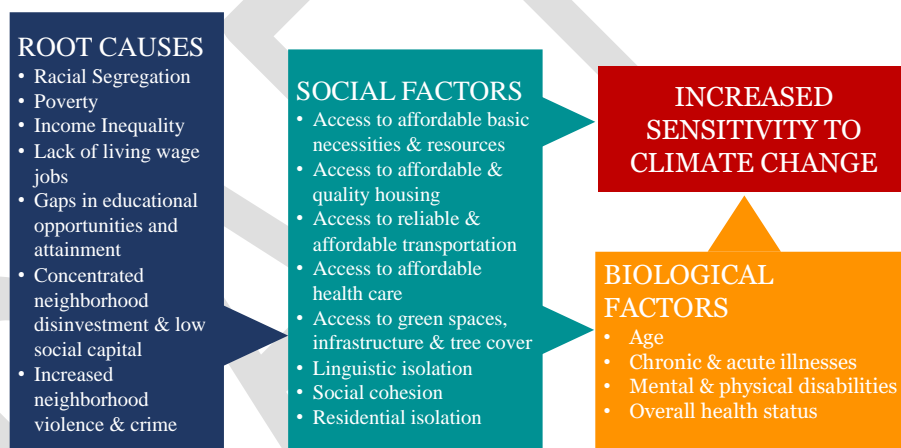 ROOT CAUSES
• Racial Segregation
• Poverty
• Income Inequality
• Lack of living wage
jobs
• Gaps in educational
opportunities and
attainment
• Concentrated
neighborhood
disinvestment & low
social capital
• Increased
neighborhood
violence & crime
SOCIAL FACTORS
• Access to affordable basic
necessities & resources
• Access to affordable &
quality housing
• Access to reliable &
affordable transportation
• Access to affordable
health care
• Access to green spaces,
infrastructure & tree cover
• Linguistic isolation
• Social cohesion
• Residential isolation
INCREASED
SENSITIVITY TO
CLIMATE CHANGE
BIOLOGICAL
FACTORS
• Age
• Chronic & acute illnesses
• Mental & physical disabilities
• Overall health status